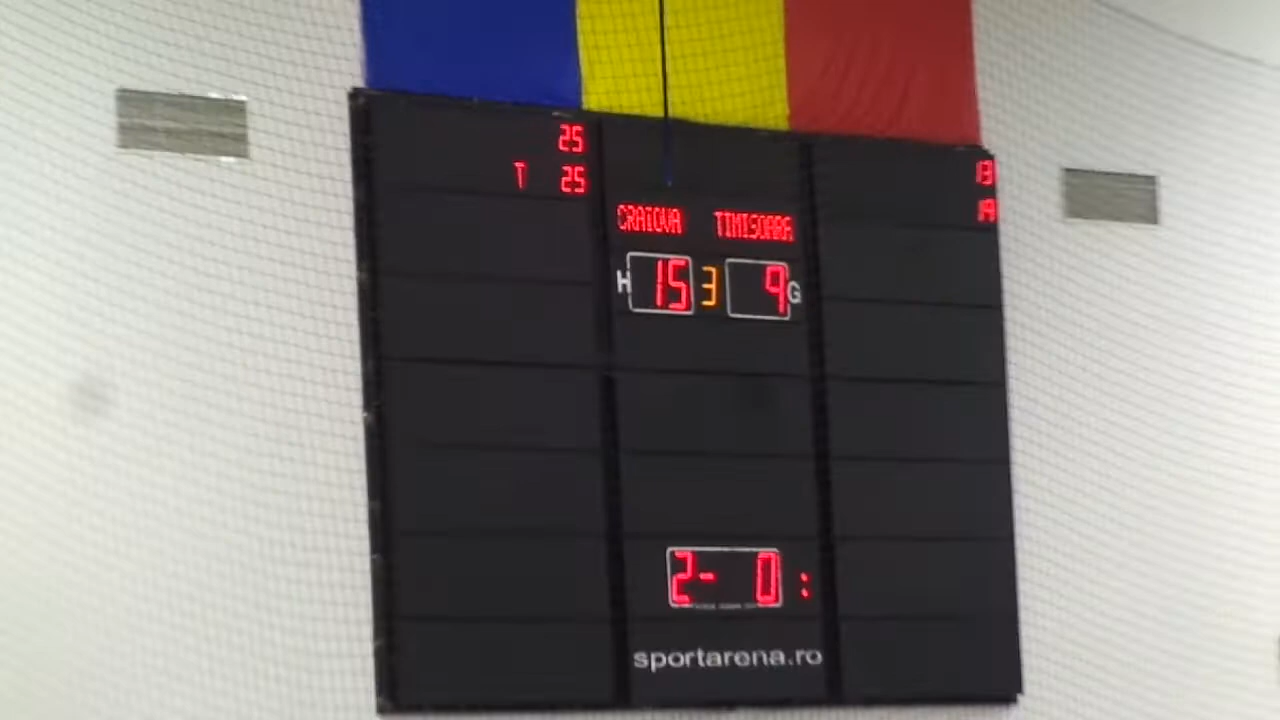 25 13
T 25 19
CRAIOVA TIMISOARA
H 15 3 9 G
2- 0 :
sportarena.ro